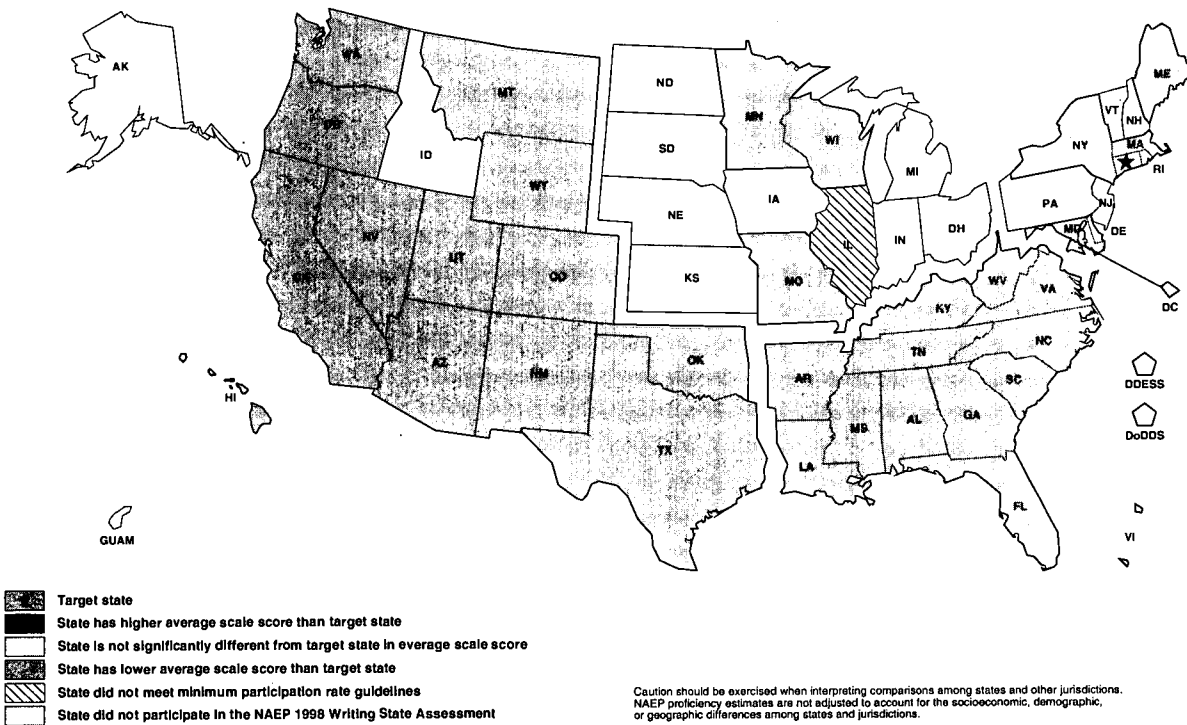 AK
WA
MT
ND
MN
ME
VT
NH
OR
ID
SD
WI
NY
MA
MI
RI
WY
IA
PA
NJ
NE
NV
IL
IN
DH
MD
DE
UT
CO
KS
MO
WV
VA
DC
CA
KY
NC
TN
AZ
NM
OK
AR
SC
DDESS
HI
MS
AL
GA
DoDDS
TX
LA
FL
GUAM
VI
Target state
State has higher average scale score than target state
State is not significantly different from target state in everage scale score
State has lower average scale score than target state
State did not meet minimum participation rate guidelines
State did not participate in the NAEP 1998 Writing State Assessment
Caution should be exercised when interpreting comparisons among states and other jurisdictions.
NAEP proficiency estimates are not adjusted to account for the socioeconomic, demographic,
or geographic differences among states and jurisdictions.